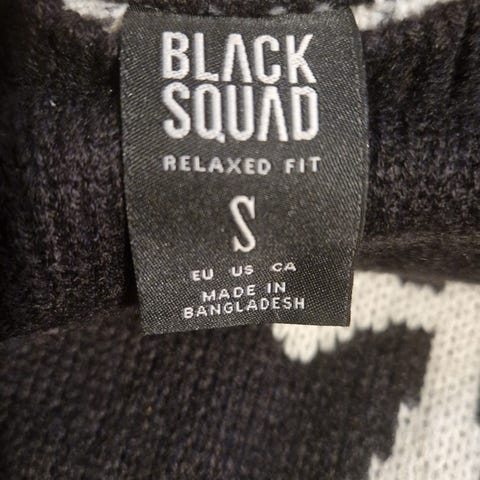 BLACK
SQUAD
RELAXED FIT
S
EU US CA
MADE IN
BANGLADESH